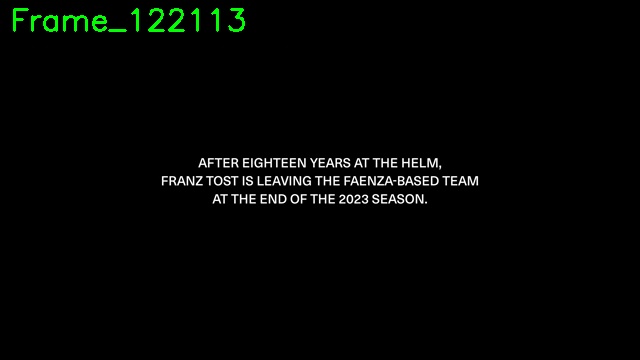 Frame_122113
AFTER EIGHTEEN YEARS AT THE HELM,
FRANZ TOST IS LEAVING THE FAENZA-BASED TEAM
AT THE END OF THE 2023 SEASON.